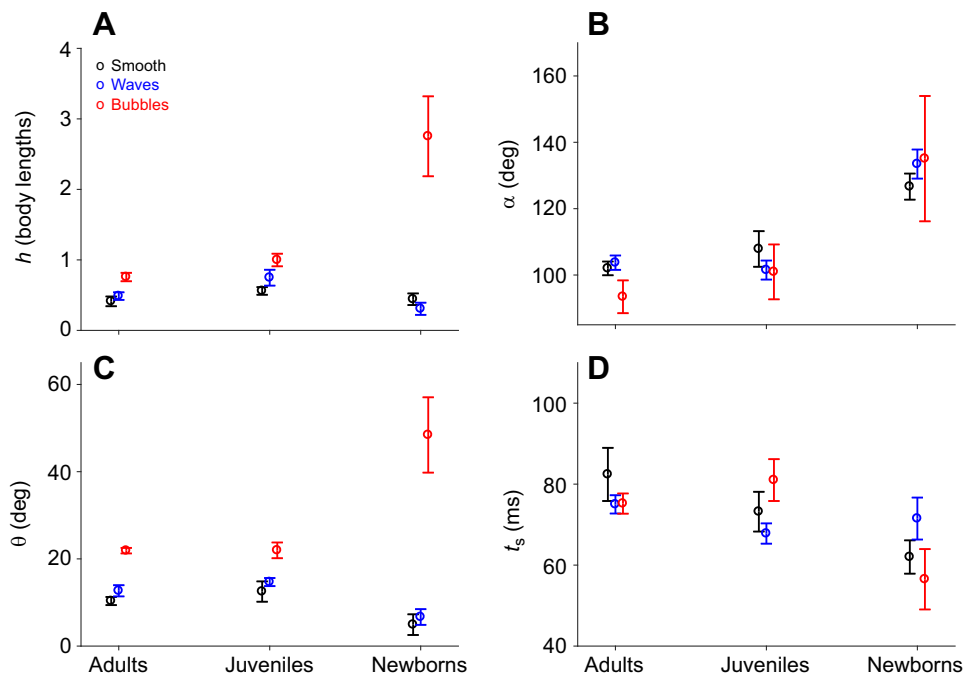 A
h (body lengths)
4
3
2
1
0
o Smooth
o Waves
o Bubbles
B
α (deg)
160
140
120
100
C
θ (deg)
60
40
20
0
Adults Juveniles Newborns
D
ts (ms)
100
80
60
40
Adults Juveniles Newborns